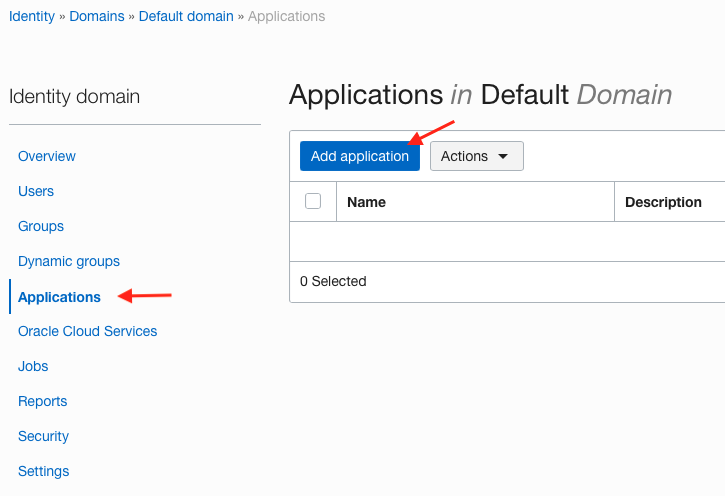 Identity » Domains » Default domain » Applications
Identity domain
Overview
Users
Groups
Dynamic groups
Applications
Oracle Cloud Services
Jobs
Reports
Security
Settings
Applications in Default Domain
Add application
Actions
Name
Description
0 Selected